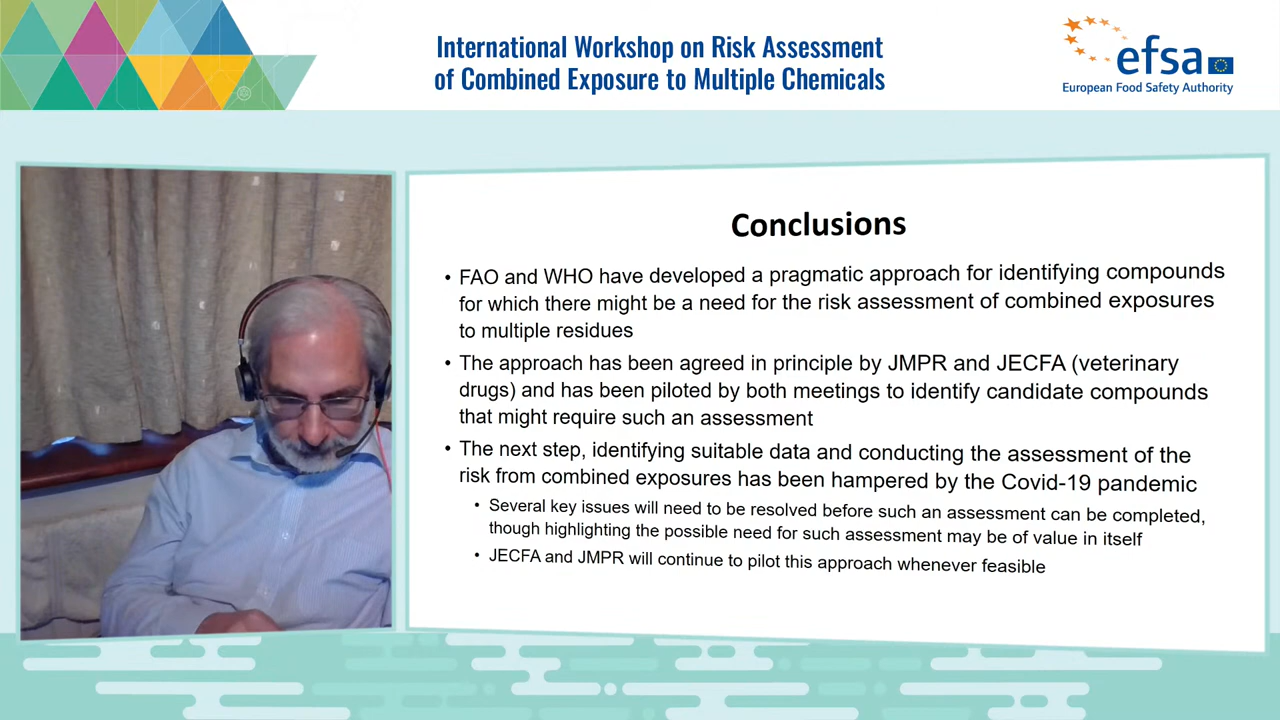 International Workshop on Risk Assessment
of Combined Exposure to Multiple Chemicals
efsa
European Food Safety Authority
Conclusions
• FAO and WHO have developed a pragmatic approach for identifying compounds
for which there might be a need for the risk assessment of combined exposures
to multiple residues
• The approach has been agreed in principle by JMPR and JECFA (veterinary
drugs) and has been piloted by both meetings to identify candidate compounds
that might require such an assessment
• The next step, identifying suitable data and conducting the assessment of the
risk from combined exposures has been hampered by the Covid-19 pandemic
• Several key issues will need to be resolved before such an assessment can be completed,
though highlighting the possible need for such assessment may be of value in itself
• JECFA and JMPR will continue to pilot this approach whenever feasible